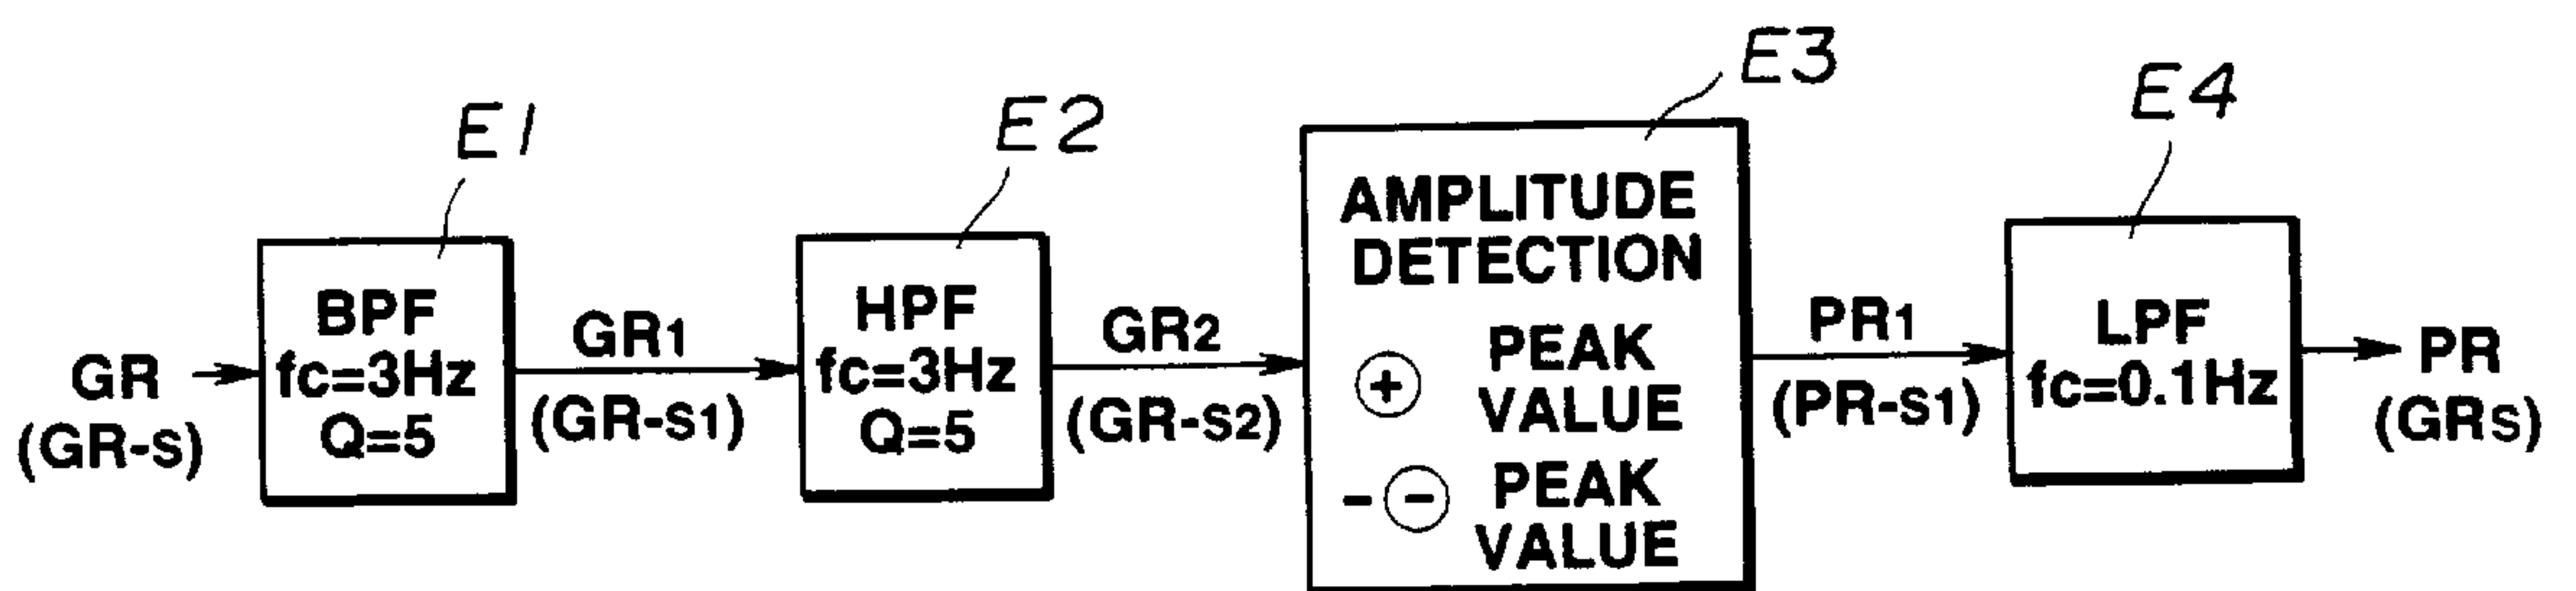 E1
E2
E3
E4
GR
(GR-S)
BPF
fc=3Hz
Q=5
GR1
(GR-S1)
HPF
fc=3Hz
Q=5
GR2
(GR-S2)
AMPLITUDE
DETECTION
⊕ PEAK
VALUE
-⊖ PEAK
VALUE
PR1
(PR-S1)
LPF
fc=0.1Hz
PR
(GRS)